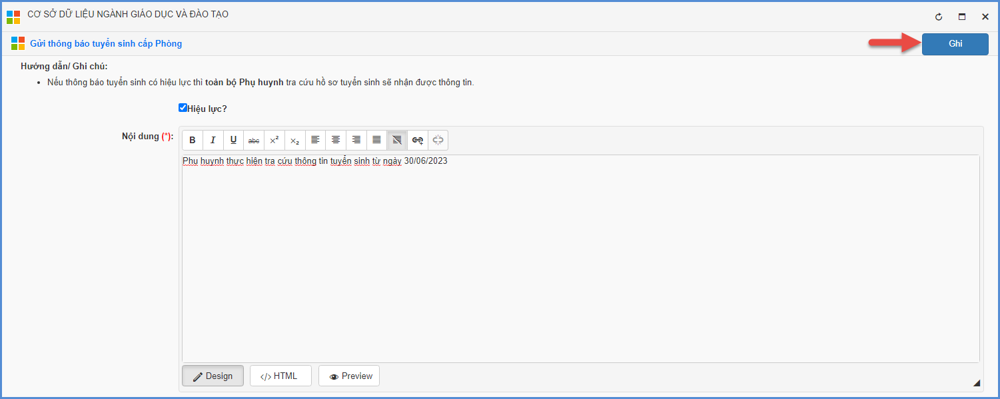 CƠ SỞ DỮ LIỆU NGÀNH GIÁO DỤC VÀ ĐÀO TẠO
Gửi thông báo tuyển sinh cấp Phòng
Ghi
Hướng dẫn/ Ghi chú:
Nếu thông báo tuyển sinh có hiệu lực thì toàn bộ Phụ huynh tra cứu hồ sơ tuyển sinh sẽ nhận được thông tin.
Hiệu lực?
Nội dung (*):
B I U abc x² x₂
Phụ huynh thực hiện tra cứu thông tin tuyển sinh từ ngày 30/06/2023
Design </> HTML Preview